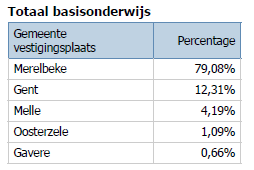 Totaal basisonderwijs
Gemeente vestigingsplaats Percentage
Merelbeke 79,08%
Gent 12,31%
Melle 4,19%
Oosterzele 1,09%
Gavere 0,66%